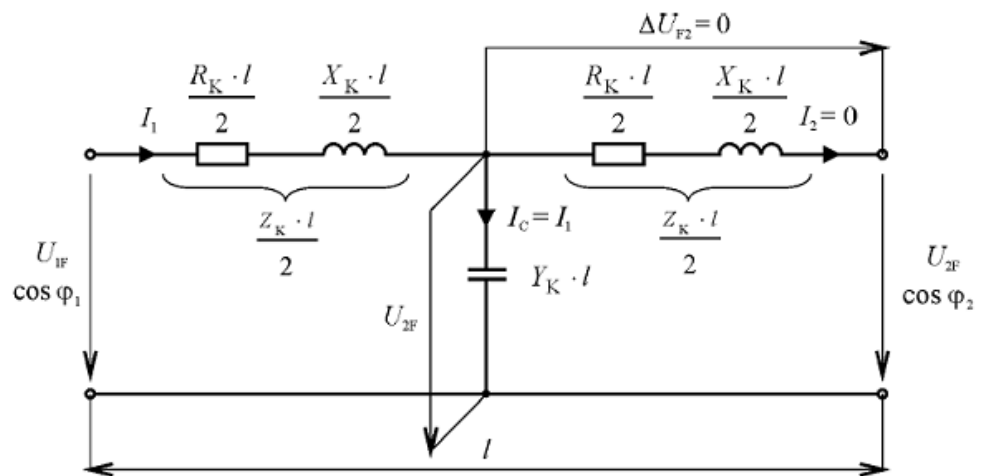 ΔU_F2 = 0
R_K · l
2
X_K · l
2
R_K · l
2
X_K · l
2
I_1
I_2 = 0
Z_K · l
2
I_C = I_1
Z_K · l
2
U_1F
cos φ_1
U_2F
Y_K · l
U_2F
cos φ_2
l